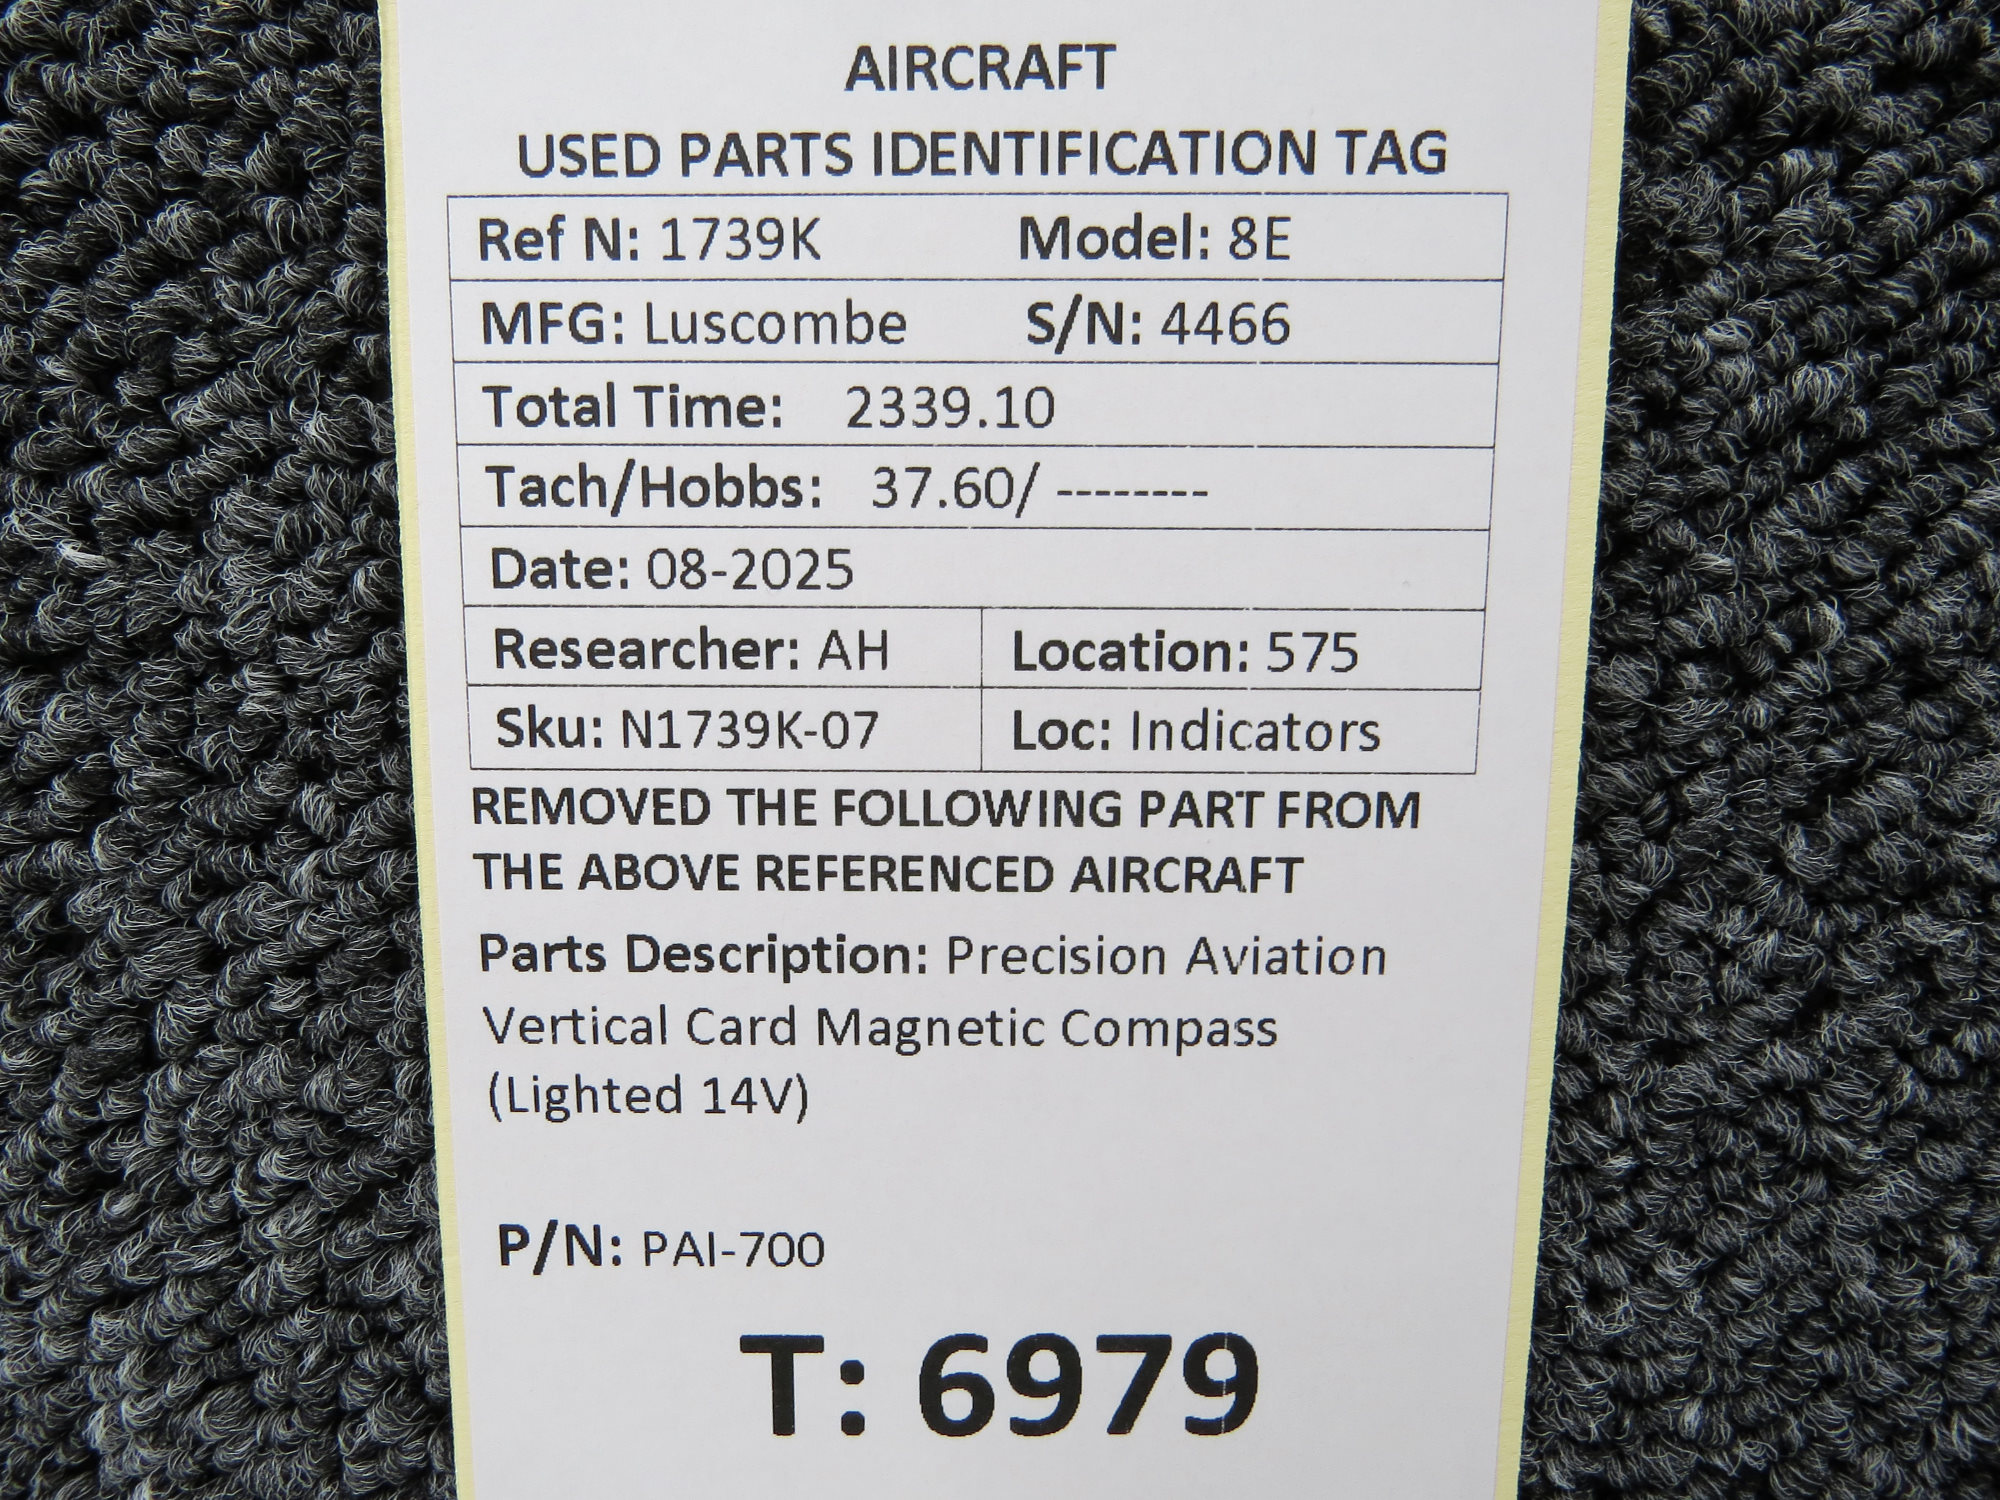 AIRCRAFT
USED PARTS IDENTIFICATION TAG
Ref N: 1739K Model: 8E
MFG: Luscombe S/N: 4466
Total Time: 2339.10
Tach/Hobbs: 37.60/ --------
Date: 08-2025
Researcher: AH Location: 575
Sku: N1739K-07 Loc: Indicators
REMOVED THE FOLLOWING PART FROM
THE ABOVE REFERENCED AIRCRAFT
Parts Description: Precision Aviation
Vertical Card Magnetic Compass
(Lighted 14V)
P/N: PAI-700
T: 6979